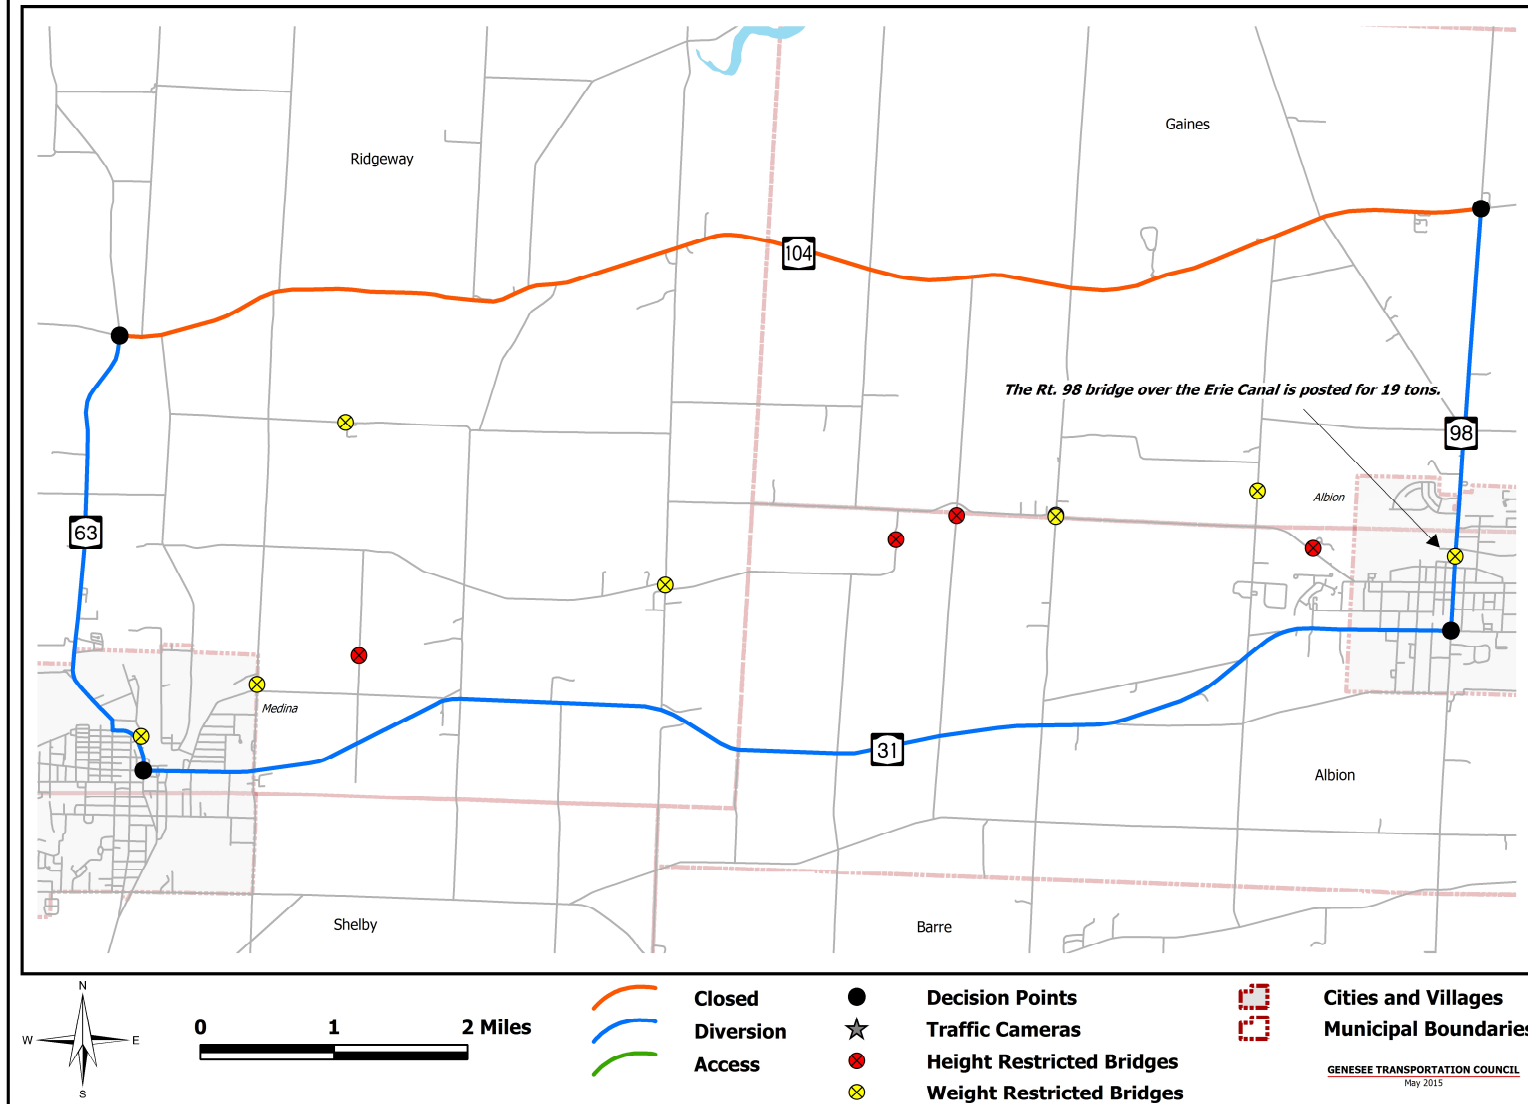 Gaines
Ridgeway
104
The Rt. 98 bridge over the Erie Canal is posted for 19 tons.
98
Albion
63
Medina
31
Albion
Shelby
Barre
N
W E
S
0 1 2 Miles
Closed
Diversion
Access
Decision Points
Traffic Cameras
Height Restricted Bridges
Weight Restricted Bridges
Cities and Villages
Municipal Boundaries
GENESEE TRANSPORTATION COUNCIL
May 2015